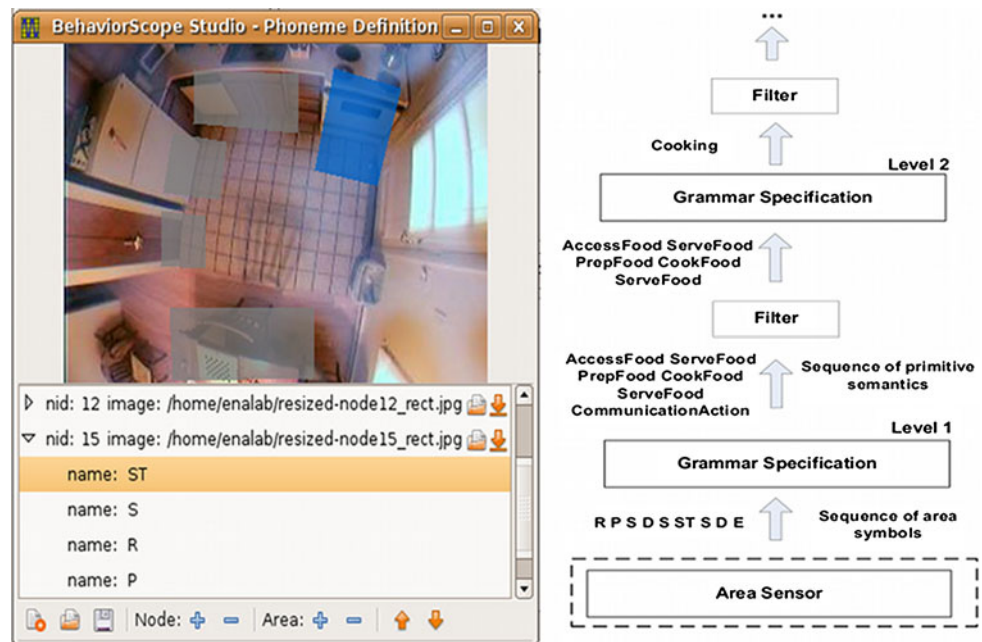 BehaviorScope Studio - Phoneme Definition
nid: 12 image: /home/enalab/resized-node12_rect.jpg
nid: 15 image: /home/enalab/resized-node15_rect.jpg
name: ST
name: S
name: R
name: P
Node:
Area:
...
Filter
Cooking
Level 2
Grammar Specification
AccessFood ServeFood
PrepFood CookFood
ServeFood
Filter
AccessFood ServeFood
PrepFood CookFood
ServeFood
CommunicationAction
Sequence of primitive
semantics
Level 1
Grammar Specification
R P S D S ST S D E
Sequence of area
symbols
Area Sensor